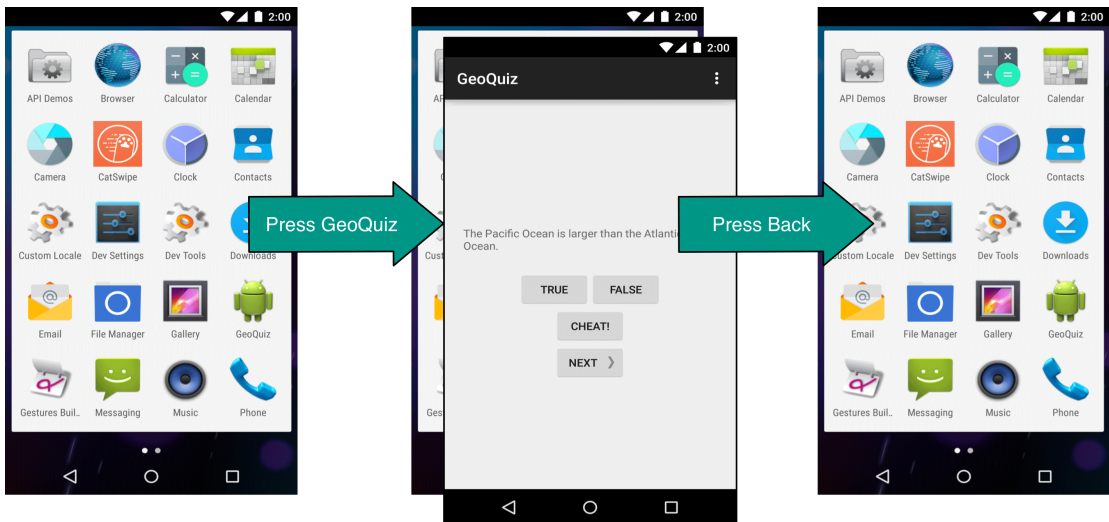 2:00
API Demos Browser Calculator Calendar
Camera CatSwipe Clock Contacts
Custom Locale Dev Settings Dev Tools Downloads
Email File Manager Gallery GeoQuiz
Gestures Buil.. Messaging Music Phone
Press GeoQuiz
2:00
2:00
GeoQuiz
The Pacific Ocean is larger than the Atlantic
Ocean.
TRUE FALSE
CHEAT!
NEXT
Press Back
2:00
API Demos Browser Calculator Calendar
Camera CatSwipe Clock Contacts
Custom Locale Dev Settings Dev Tools Downloads
Email File Manager Gallery GeoQuiz
Gestures Buil.. Messaging Music Phone